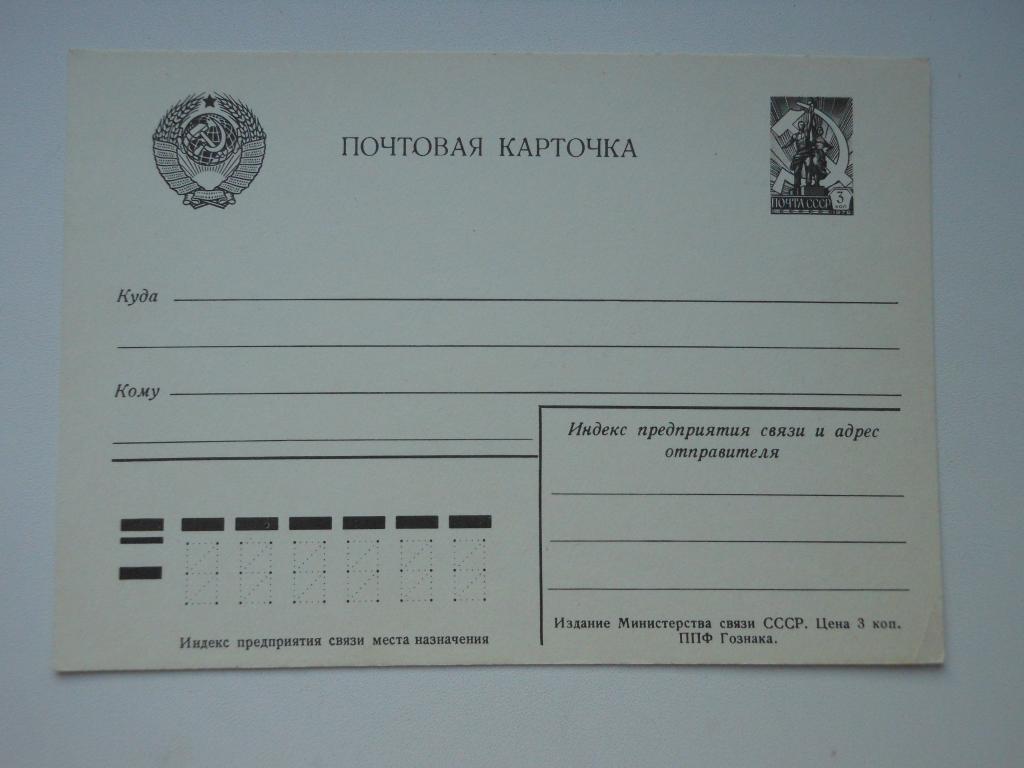 ПОЧТОВАЯ КАРТОЧКА
ПОЧТА СССР 3
коп
Куда
Кому
Индекс предприятия связи и адрес
отправителя
Индекс предприятия связи места назначения
Издание Министерства связи СССР. Цена 3 коп.
ППФ Гознака.